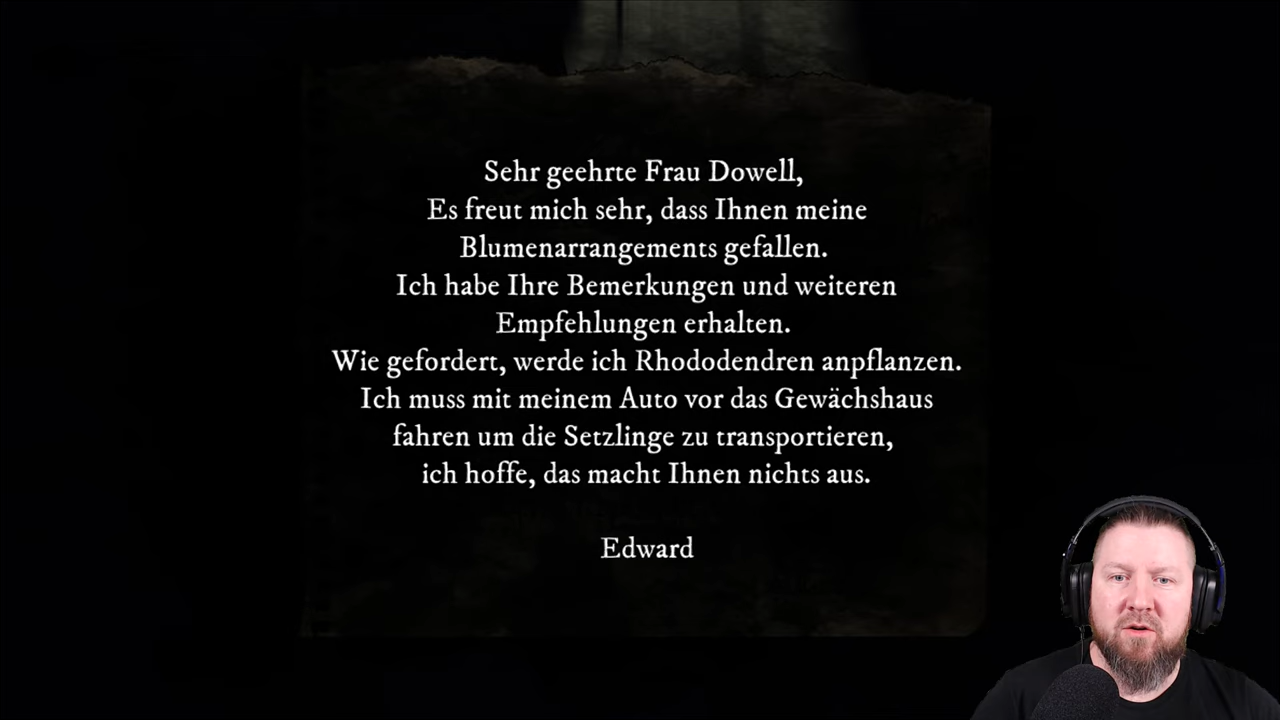 Sehr geehrte Frau Dowell,
Es freut mich sehr, dass Ihnen meine
Blumenarrangements gefallen.
Ich habe Ihre Bemerkungen und weiteren
Empfehlungen erhalten.
Wie gefordert, werde ich Rhododendren anpflanzen.
Ich muss mit meinem Auto vor das Gewächshaus
fahren um die Setzlinge zu transportieren,
ich hoffe, das macht Ihnen nichts aus.
Edward